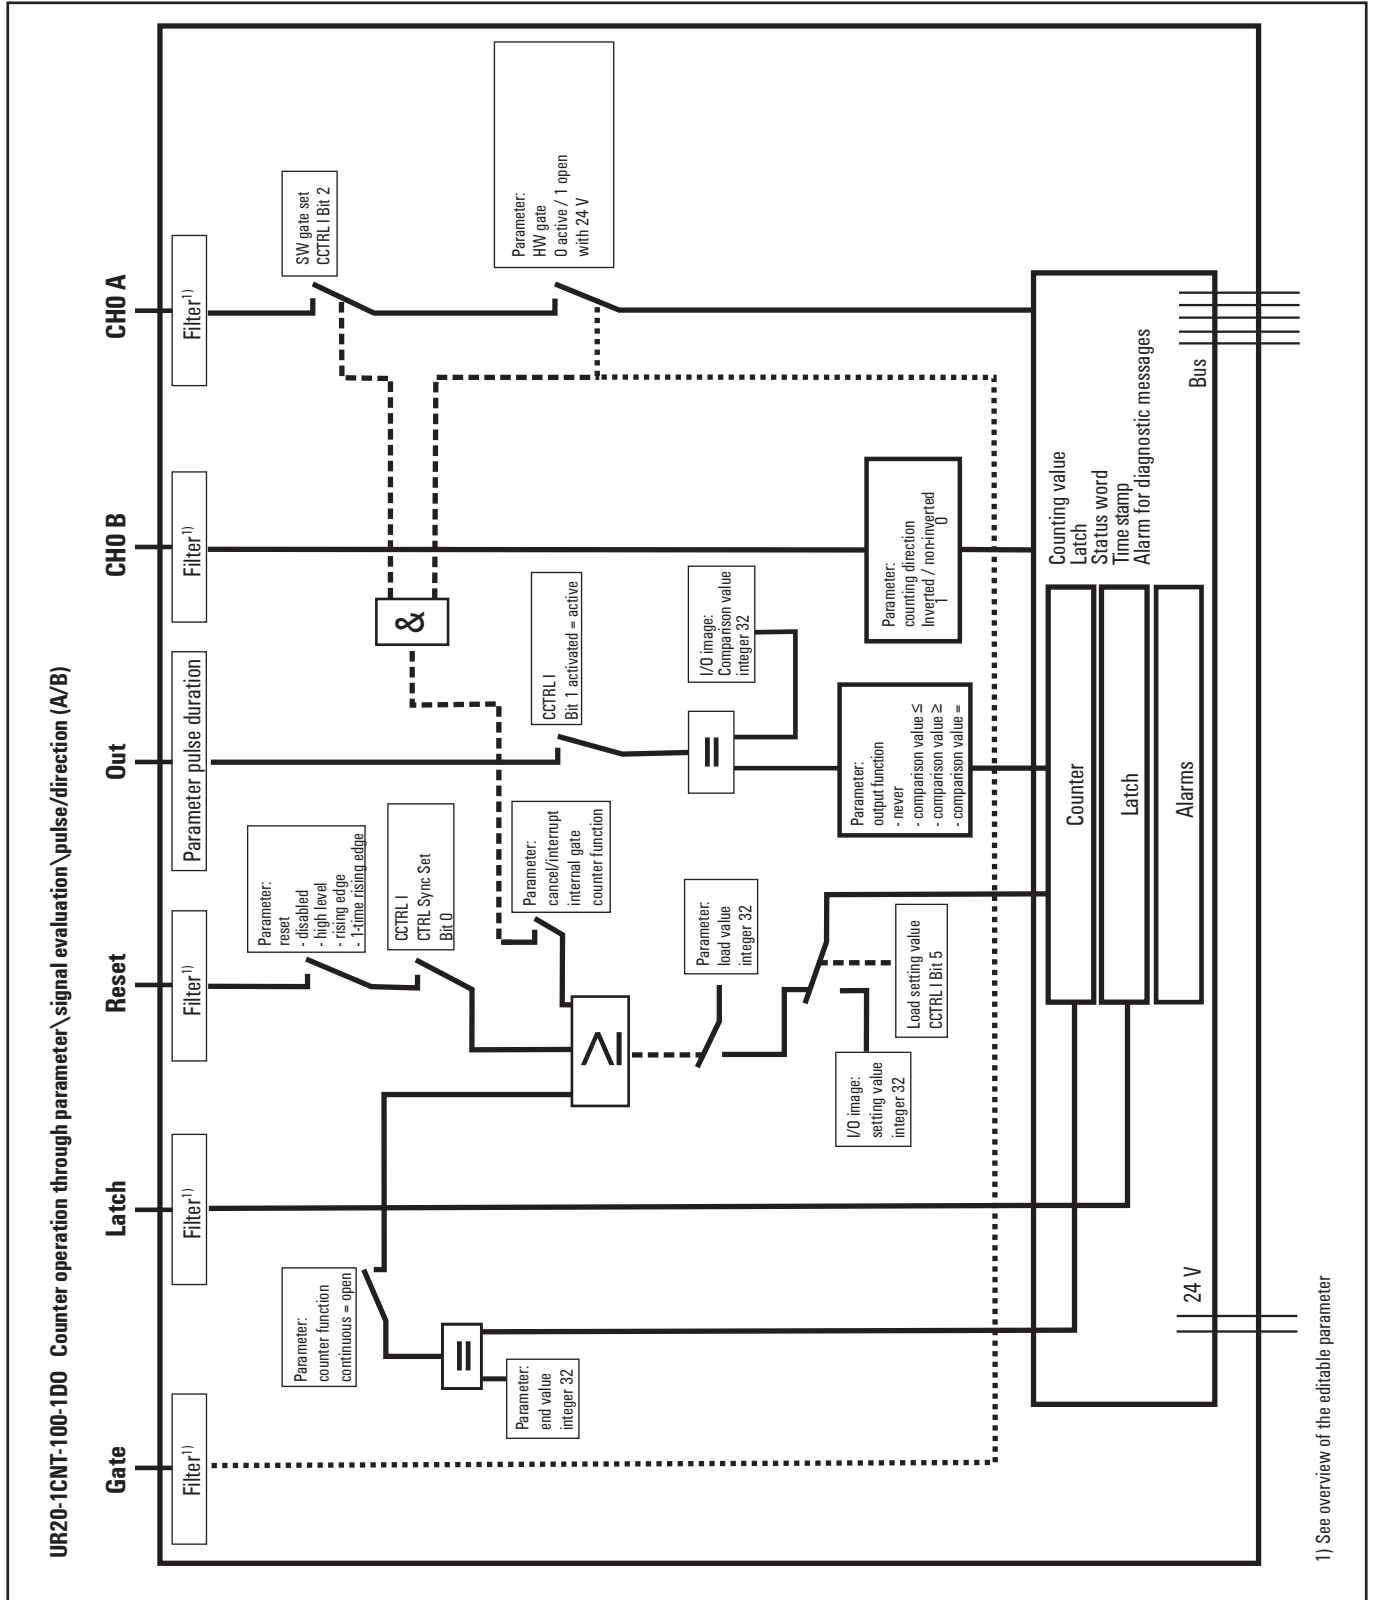 UR20-1CNT-100-1DO Counter operation through parameter\signal evaluation\pulse/direction (A/B)
Gate
Latch
Reset
Out
CH0 B
CH0 A
Filter1)
Filter1)
Filter1)
Parameter pulse duration
Filter1)
Filter1)
Parameter:
counter function
continuous = open
Parameter:
reset
- disabled
- high level
- rising edge
- 1-time rising edge
SW gate set
CCTRL I Bit 2
CCTRL I
CTRL Sync Set
Bit 0
&
=
Parameter:
end value
integer 32
Parameter:
cancel/interrupt
internal gate
counter function
CCTRL I
Bit 1 activated = active
Parameter:
HW gate
0 active / 1 open
with 24 V
≥
Parameter:
load value
integer 32
=
I/O image:
Comparison value
integer 32
I/O image:
setting value
integer 32
Load setting value
CCTRL I Bit 5
Parameter:
output function
- never
- comparison value ≤
- comparison value ≥
- comparison value =
Parameter:
counting direction
Inverted / non-inverted
1 0
Counter
Latch
Alarms
Counting value
Latch
Status word
Time stamp
Alarm for diagnostic messages
24 V
Bus
1) See overview of the editable parameter